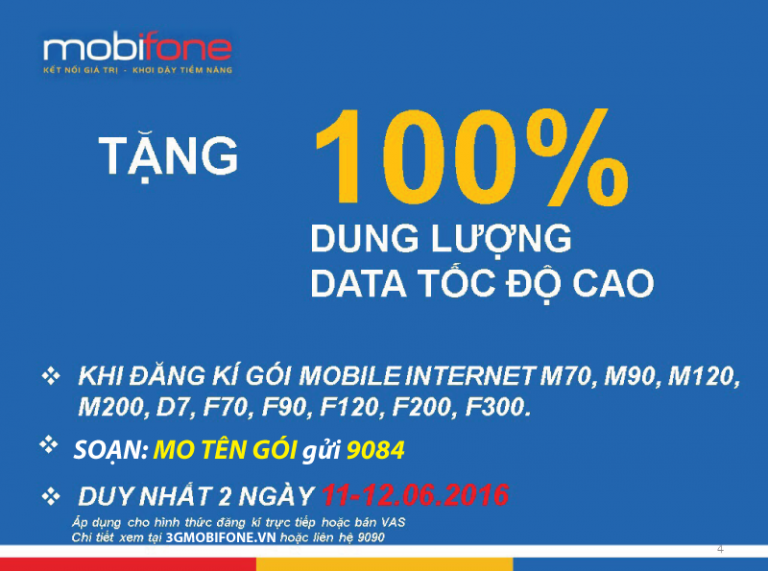 mobifone
KẾT NỐI GIÁ TRỊ - KHƠI DẬY TIỀM NĂNG
TẶNG
100%
DUNG LƯỢNG
DATA TỐC ĐỘ CAO
❖ KHI ĐĂNG KÍ GÓI MOBILE INTERNET M70, M90, M120,
M200, D7, F70, F90, F120, F200, F300.
❖ SOẠN: MO TÊN GÓI gửi 9084
❖ DUY NHẤT 2 NGÀY 11-12.06.2016
Áp dụng cho hình thức đăng kí trực tiếp hoặc bán VAS
Chi tiết xem tại 3GMOBIFONE.VN hoặc liên hệ 9090
4